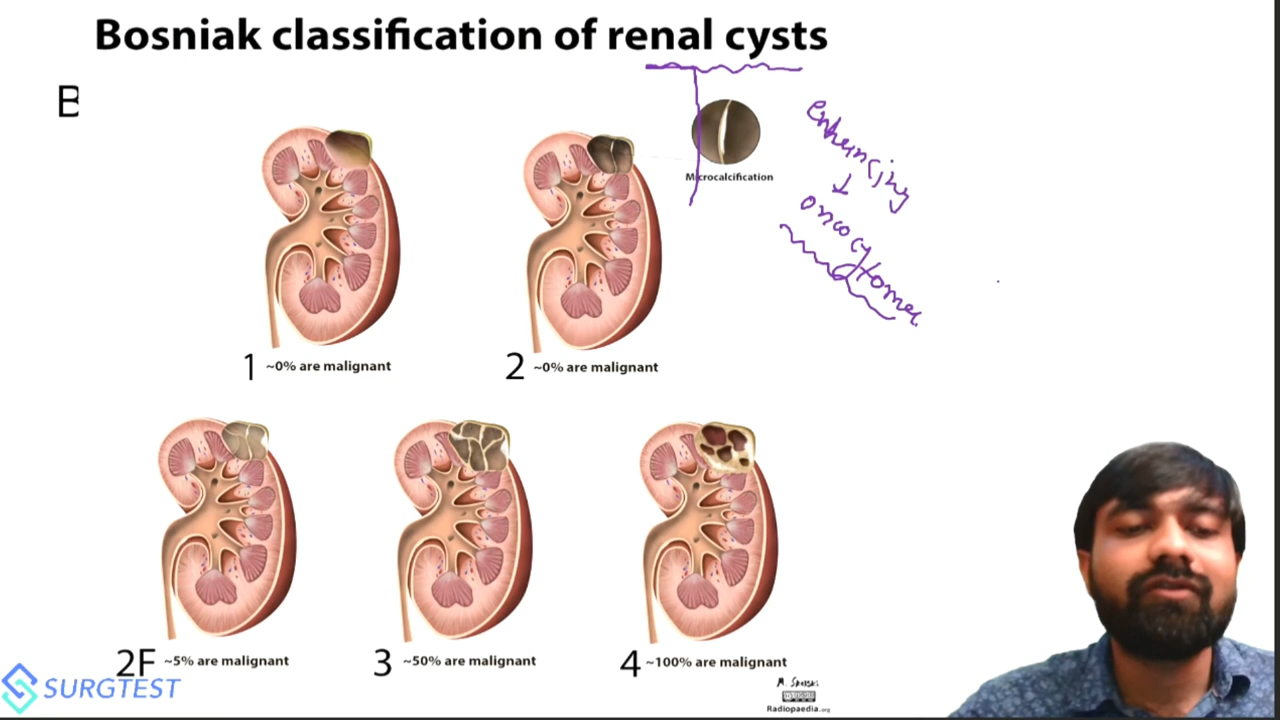 Bosniak classification of renal cysts
B
Microcalcification
enhancing
↓
oncocytoma
1 ~0% are malignant
2 ~0% are malignant
2F ~5% are malignant
3 ~50% are malignant
4 ~100% are malignant
SURGTEST
Radiopaedia.org